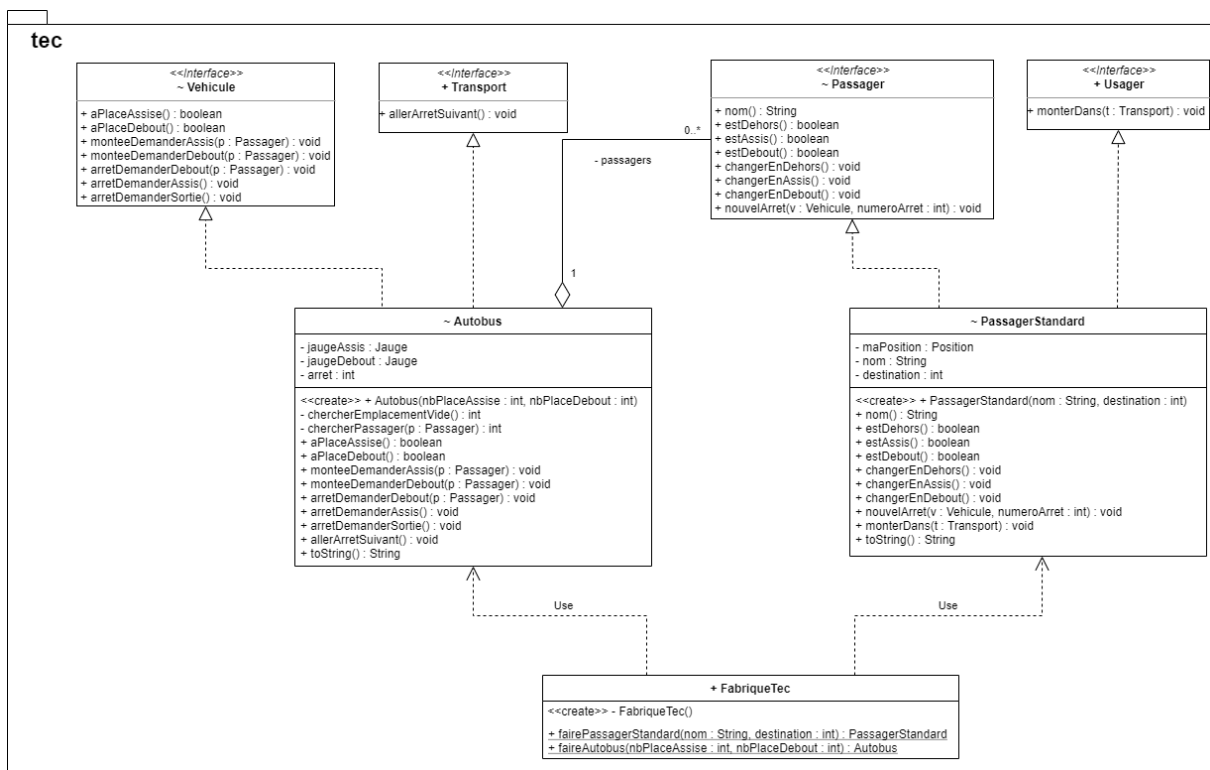 tec
<<Interface>>
~ Vehicule
+ aPlaceAssise() : boolean
+ aPlaceDebout() : boolean
+ monteeDemanderAssis(p : Passager) : void
+ monteeDemanderDebout(p : Passager) : void
+ arretDemanderDebout(p : Passager) : void
+ arretDemanderAssis() : void
+ arretDemanderSortie() : void
<<Interface>>
+ Transport
+ allerArretSuivant() : void
<<Interface>>
~ Passager
+ nom() : String
+ estDehors() : boolean
+ estAssis() : boolean
+ estDebout() : boolean
+ changerEnDehors() : void
+ changerEnAssis() : void
+ changerEnDebout() : void
+ nouvelArret(v : Vehicule, numeroArret : int) : void
<<Interface>>
+ Usager
+ monterDans(t : Transport) : void
0..*
- passagers
1
~ Autobus
- jaugeAssis : Jauge
- jaugeDebout : Jauge
- arret : int
<<create>> + Autobus(nbPlaceAssise : int, nbPlaceDebout : int)
- chercherEmplacementVide() : int
- chercherPassager(p : Passager) : int
+ aPlaceAssise() : boolean
+ aPlaceDebout() : boolean
+ monteeDemanderAssis(p : Passager) : void
+ monteeDemanderDebout(p : Passager) : void
+ arretDemanderDebout(p : Passager) : void
+ arretDemanderAssis() : void
+ arretDemanderSortie() : void
+ allerArretSuivant() : void
+ toString() : String
~ PassagerStandard
- maPosition : Position
- nom : String
- destination : int
<<create>> + PassagerStandard(nom : String, destination : int)
+ nom() : String
+ estDehors() : boolean
+ estAssis() : boolean
+ estDebout() : boolean
+ changerEnDehors() : void
+ changerEnAssis() : void
+ changerEnDebout() : void
+ nouvelArret(v : Vehicule, numeroArret : int) : void
+ monterDans(t : Transport) : void
+ toString() : String
Use
Use
+ FabriqueTec
<<create>> - FabriqueTec()
+ fairePassagerStandard(nom : String, destination : int) : PassagerStandard
+ faireAutobus(nbPlaceAssise : int, nbPlaceDebout : int) : Autobus